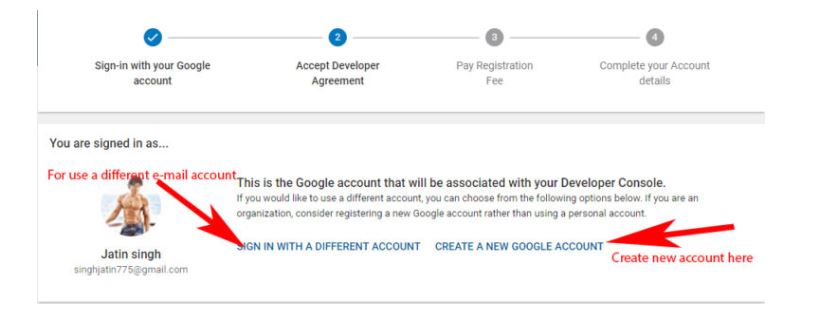 2 3 4
Sign-in with your Google account
Accept Developer Agreement
Pay Registration Fee
Complete your Account details
You are signed in as...
For use a different e-mail account
This is the Google account that will be associated with your Developer Console.
If you would like to use a different account, you can choose from the following options below. If you are an
organization, consider registering a new Google account rather than using a personal account.
SIGN IN WITH A DIFFERENT ACCOUNT CREATE A NEW GOOGLE ACCOUNT
Create new account here
Jatin singh
singhjatin775@gmail.com